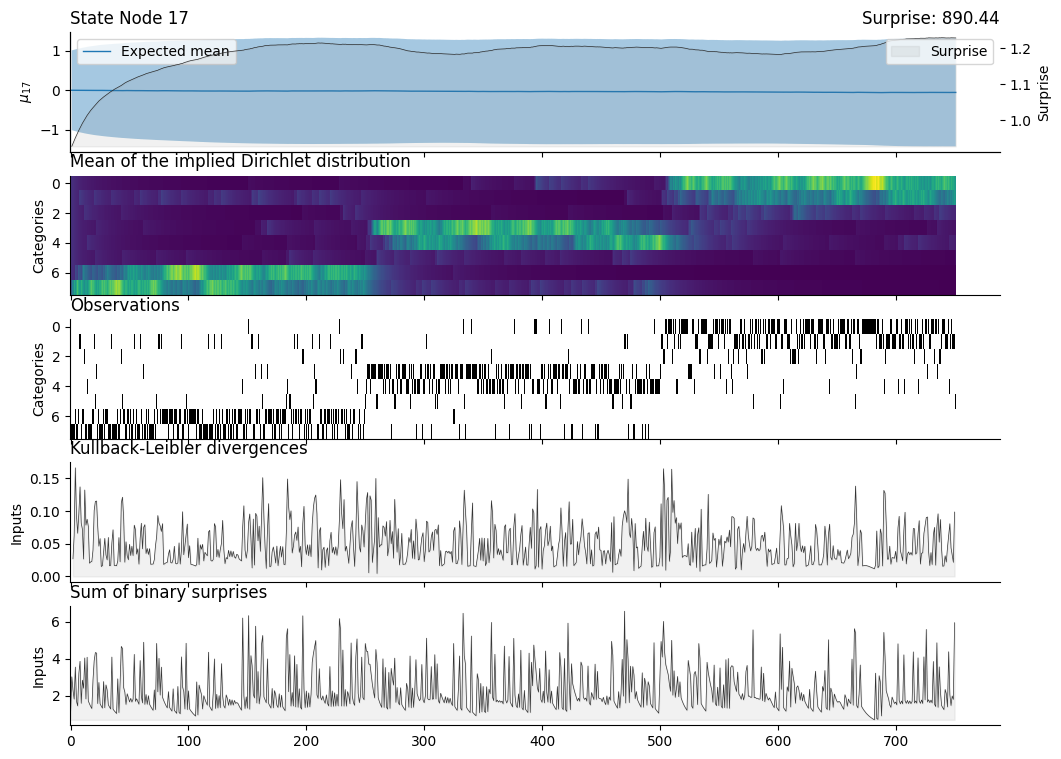 State Node 17 Surprise: 890.44
1 Expected mean Surprise 1.2
0 1.1
−1 1.0
μ17 Surprise
Mean of the implied Dirichlet distribution
0
2
4
6
Categories
Observations
0
2
4
6
Categories
Kullback-Leibler divergences
0.15
0.10
0.05
0.00
Inputs
Sum of binary surprises
6
4
2
Inputs
0 100 200 300 400 500 600 700